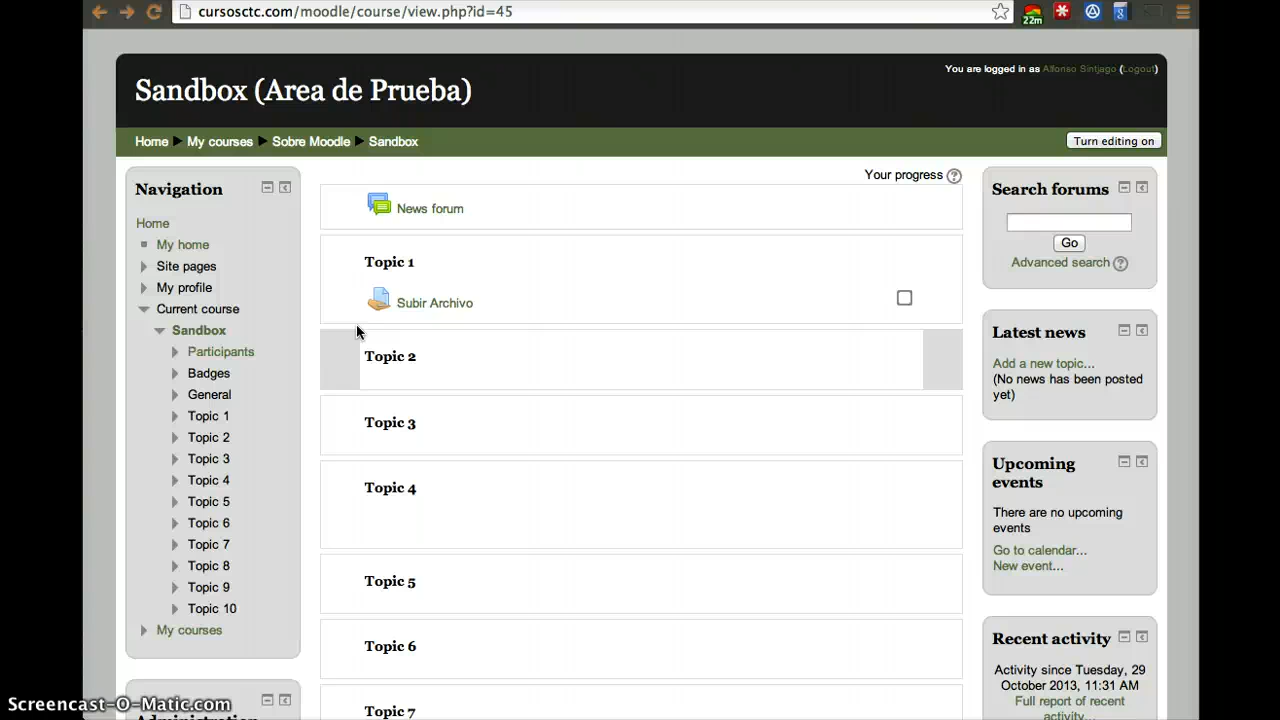 cursosctc.com/moodle/course/view.php?id=45
22m
You are logged in as Alfonso Sintjago (Logout)
Sandbox (Area de Prueba)
Home ► My courses ► Sobre Moodle ► Sandbox
Turn editing on
Navigation
Home
My home
Site pages
My profile
Current course
Sandbox
Participants
Badges
General
Topic 1
Topic 2
Topic 3
Topic 4
Topic 5
Topic 6
Topic 7
Topic 8
Topic 9
Topic 10
My courses
Administration
Your progress
News forum
Topic 1
Subir Archivo
Topic 2
Topic 3
Topic 4
Topic 5
Topic 6
Topic 7
Search forums
Go
Advanced search
Latest news
Add a new topic...
(No news has been posted
yet)
Upcoming
events
There are no upcoming
events
Go to calendar...
New event...
Recent activity
Activity since Tuesday, 29
October 2013, 11:31 AM
Full report of recent
activity...
Screencast-O-Matic.com